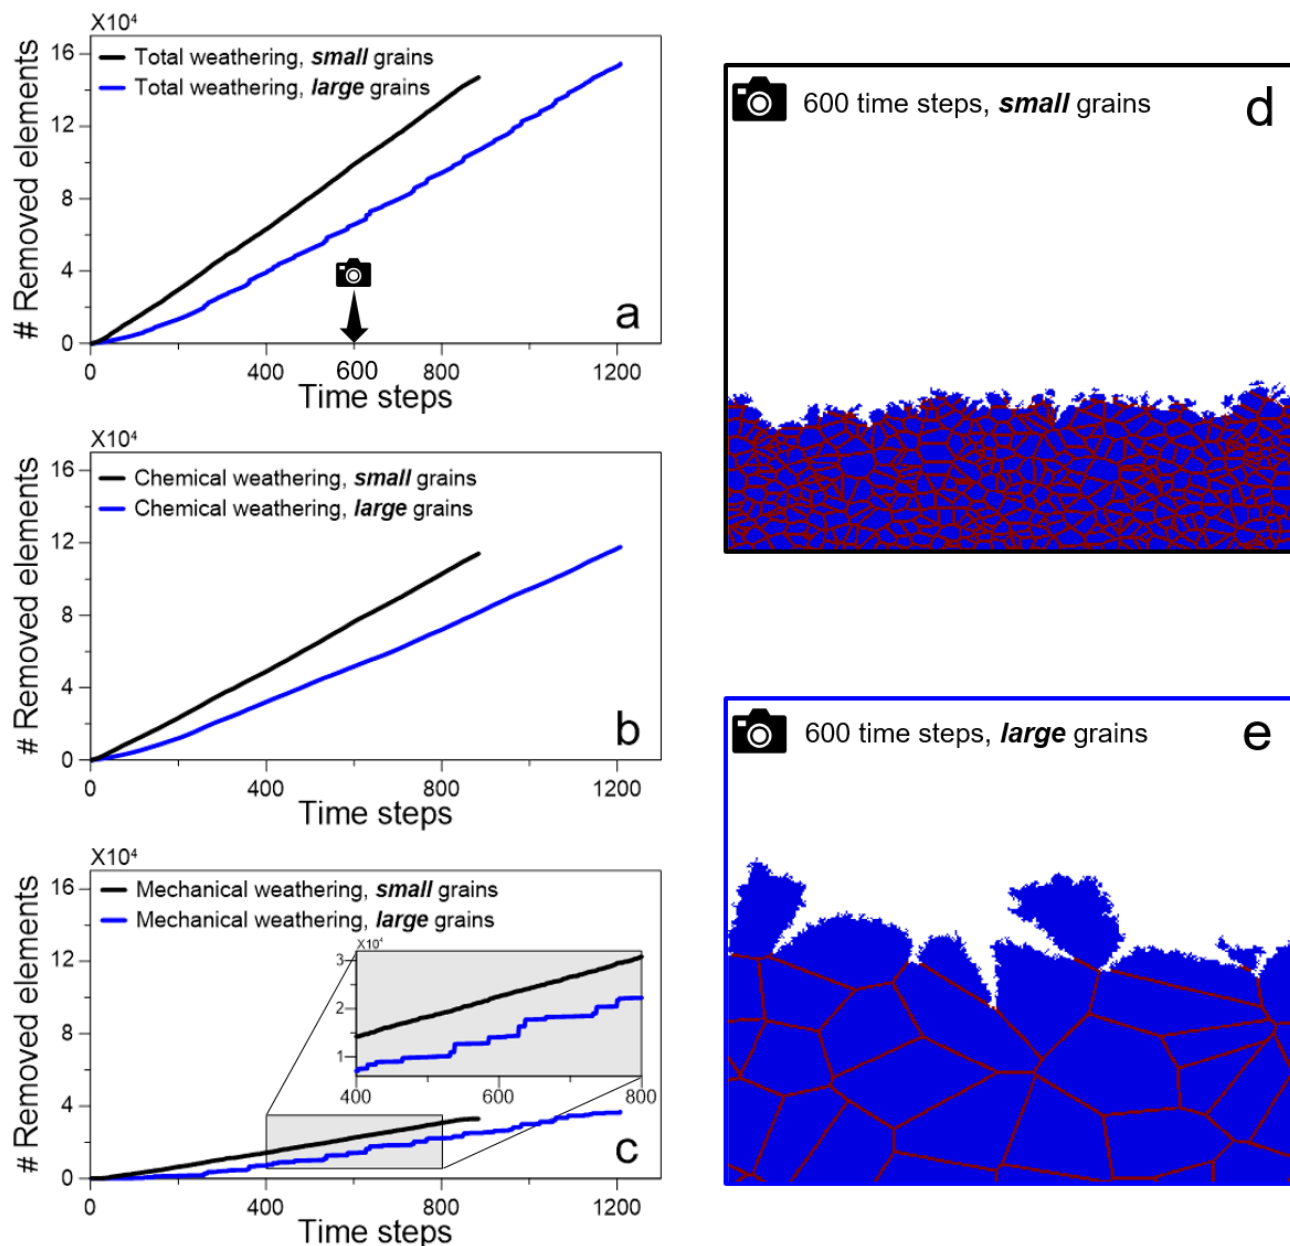 X10⁴
# Removed elements
16
12
8
4
0
Total weathering, small grains
Total weathering, large grains
a
0
400
600
800
1200
Time steps
X10⁴
# Removed elements
16
12
8
4
0
Chemical weathering, small grains
Chemical weathering, large grains
b
0
400
800
1200
Time steps
X10⁴
# Removed elements
16
12
8
4
0
Mechanical weathering, small grains
Mechanical weathering, large grains
X10⁴
3
2
1
400
600
800
c
0
400
800
1200
Time steps
600 time steps, small grains
d
600 time steps, large grains
e